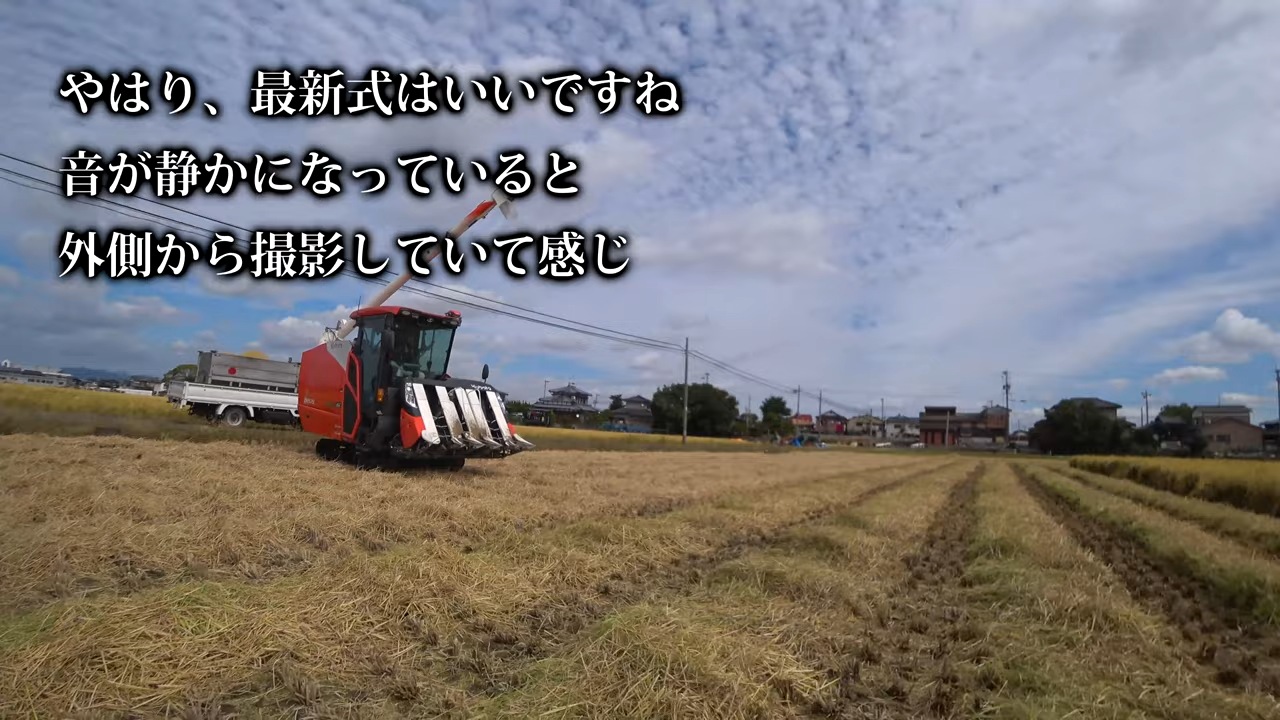 やはり、最新式はいいですね
音が静かになっていると
外側から撮影していて感じ